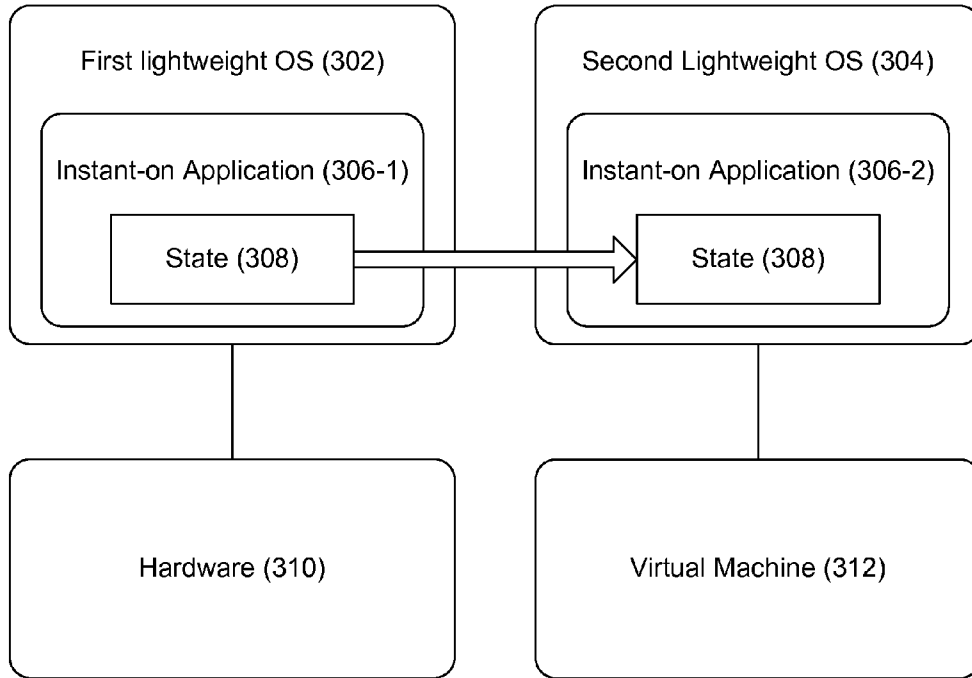 First lightweight OS (302)
Instant-on Application (306-1)
State (308)
Second Lightweight OS (304)
Instant-on Application (306-2)
State (308)
Hardware (310)
Virtual Machine (312)